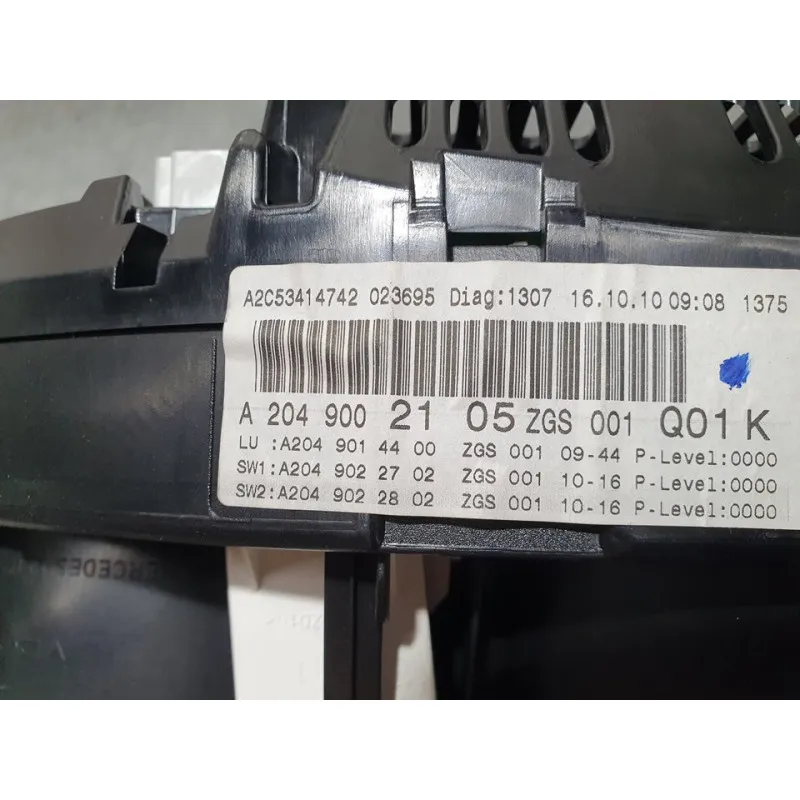 A2C53414742 023695 Diag:1307 16.10.10 09:08 1375
A 204 900 21 05 ZGS 001 Q01 K
LU :A204 901 44 00 ZGS 001 09-44 P-Level:0000
SW1:A204 902 27 02 ZGS 001 10-16 P-Level:0000
SW2:A204 902 28 02 ZGS 001 10-16 P-Level:0000